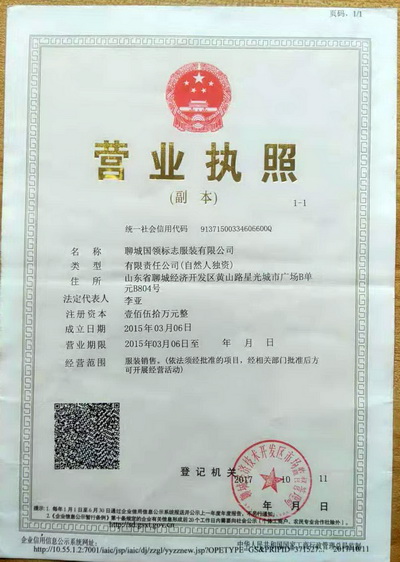 页码：1/1
营业执照
(副 本)
1-1
统一社会信用代码 91371500334606600Q
名 称 聊城国领标志服装有限公司
类 型 有限责任公司(自然人独资)
住 所 山东省聊城经济开发区黄山路星光城市广场B单
元B804号
法定代表人 李亚
注册资本 壹佰伍拾万元整
成立日期 2015年03月06日
营业期限 2015年03月06日至 年 月 日
经营范围 服装销售。(依法须经批准的项目，经相关部门批准后方
可开展经营活动)
登记机关
2017 10 11
年 月 日
企业信用信息公示系统网址：